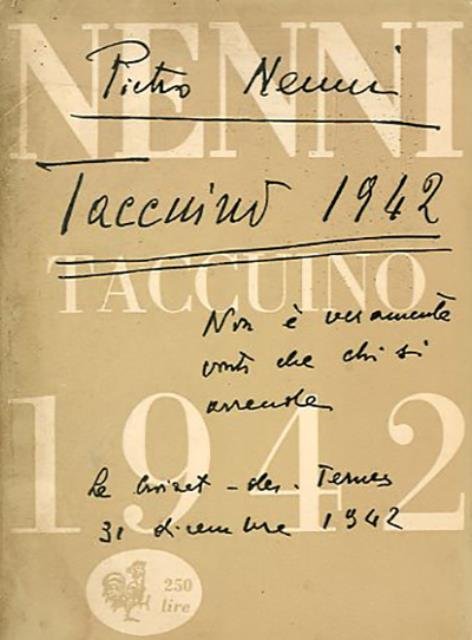 NENNI
Pietro Nenni
Taccuino 1942
TACCUINO
Non è veramente
vinto che chi si
arrende
1942
Le - des - Ternes
31 dicembre 1942
250
lire